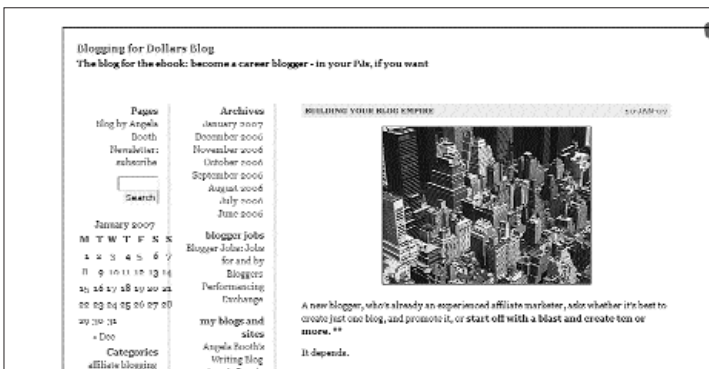 Blogging for Dollars Blog
The blog for the ebook: become a career blogger - in your PJs, if you want
Pages
Blog by Angela
Booth
Newsletter:
subscribe
Search
January 2007
M T W T F S S
1 2 3 4 5 6 7
8 9 10 11 12 13 14
15 16 17 18 19 20 21
22 23 24 25 26 27 28
29 30 31
« Dec
Categories
affiliate blogging
Archives
January 2007
December 2006
November 2006
October 2006
September 2006
August 2006
July 2006
June 2006
blogger jobs
Blogger Jobs: Jobs
for and by
Bloggers
Performancing
Exchange
my blogs and
sites
Angela Booth's
Writing Blog
BUILDING YOUR BLOG EMPIRE
10-JAN-07
A new blogger, who's already an experienced affiliate marketer, asks whether it's best to
create just one blog, and promote it, or start off with a blast and create ten or
more. **
It depends.